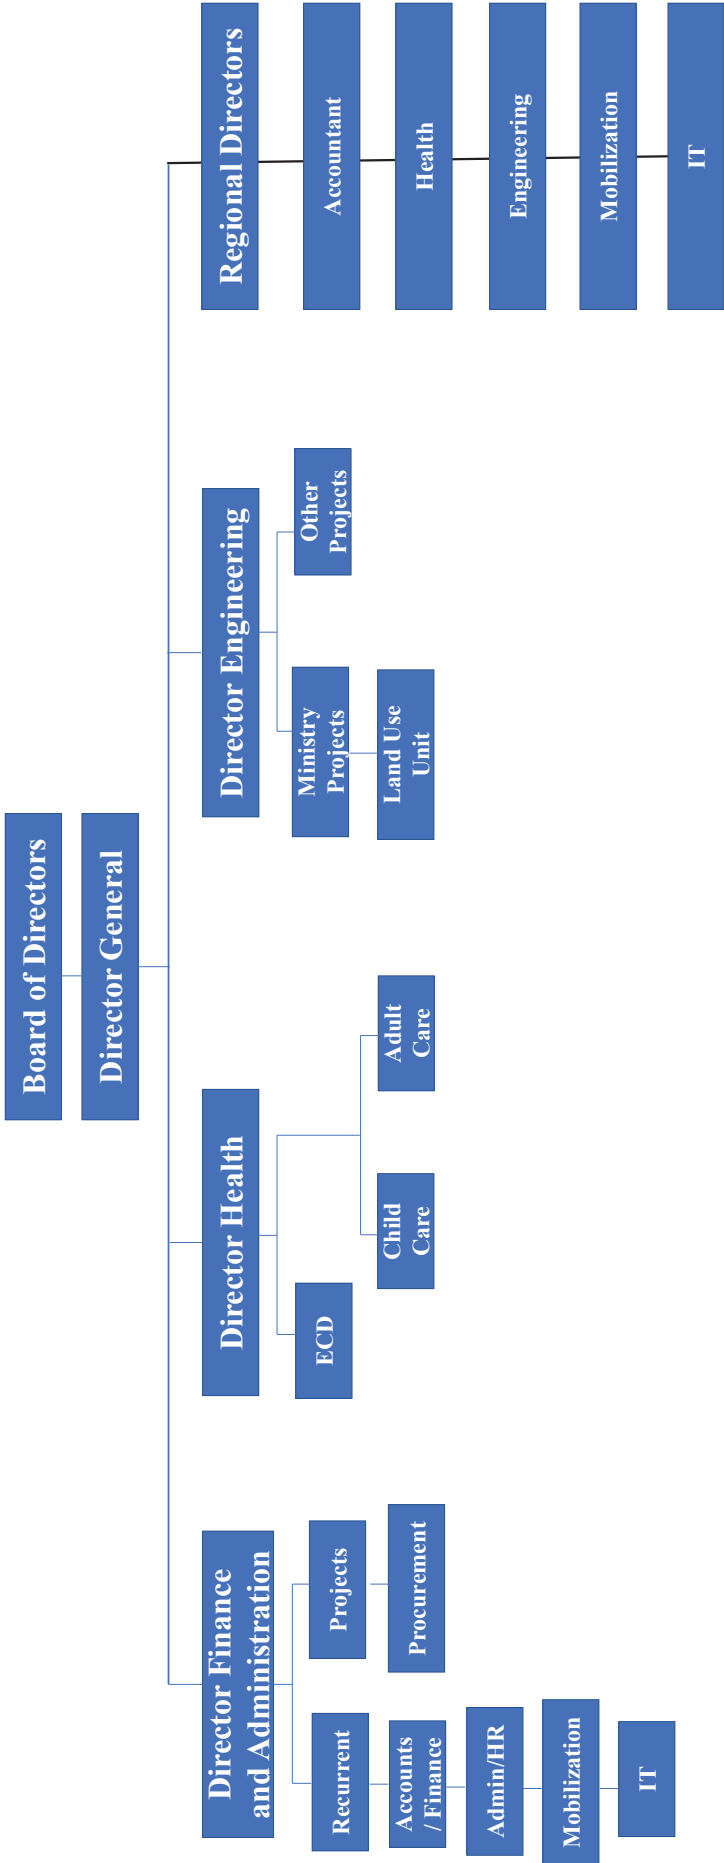 Board of Directors
Director General
Director Finance
and Administration
Recurrent
Accounts
/ Finance
Admin/HR
Mobilization
IT
Projects
Procurement
Director Health
ECD
Child
Care
Adult
Care
Director Engineering
Ministry
Projects
Land Use
Unit
Other
Projects
Regional Directors
Accountant
Health
Engineering
Mobilization
IT